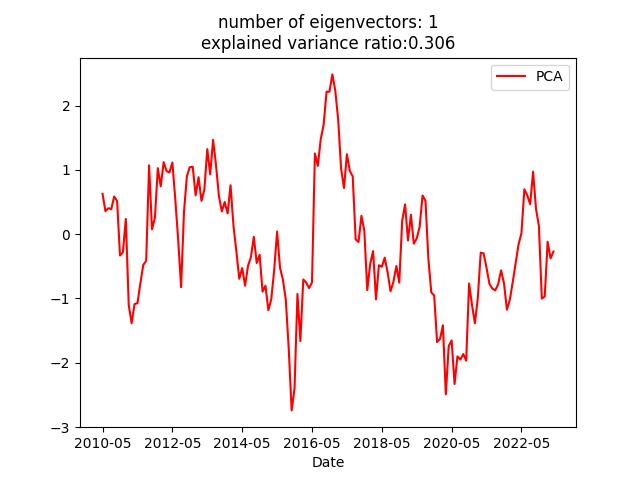 number of eigenvectors: 1
explained variance ratio:0.306
PCA
2
1
0
−1
−2
−3
2010-05 2012-05 2014-05 2016-05 2018-05 2020-05 2022-05
Date